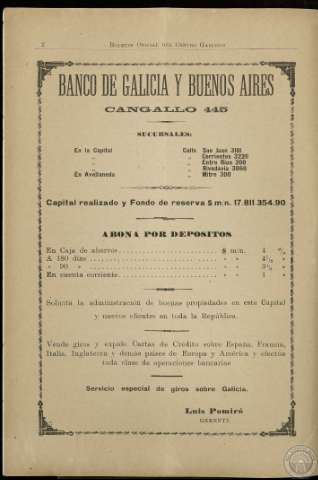 2 Boletin Oficial del Centro Gallego
BANCO DE GALICIA Y BUENOS AIRES
CANGALLO 445
SUCURSALES:
En la Capital Calle San Juan 3101
" " Corrientes 3220
" " Entre Rios 200
" " Rivadavia 3860
En Avellaneda " Mitre 300
Capital realizado y Fondo de reserva $ m/n. 17.811.354.90
ABONA POR DEPOSITOS
En Caja de ahorros $ m/n. 4 %
A 180 días " " 4½ "
" 90 " " " 3½ "
En cuenta corriente " " 1 "
Solicita la administración de buenas propiedades en esta Capital
y nuevos clientes en toda la República.
Vende giros y expide Cartas de Crédito sobre España, Francia,
Italia, Inglaterra y demás países de Europa y América y efectúa
toda clase de operaciones bancarias
Servicio especial de giros sobre Galicia.
Luis Pomiró
GERENTE